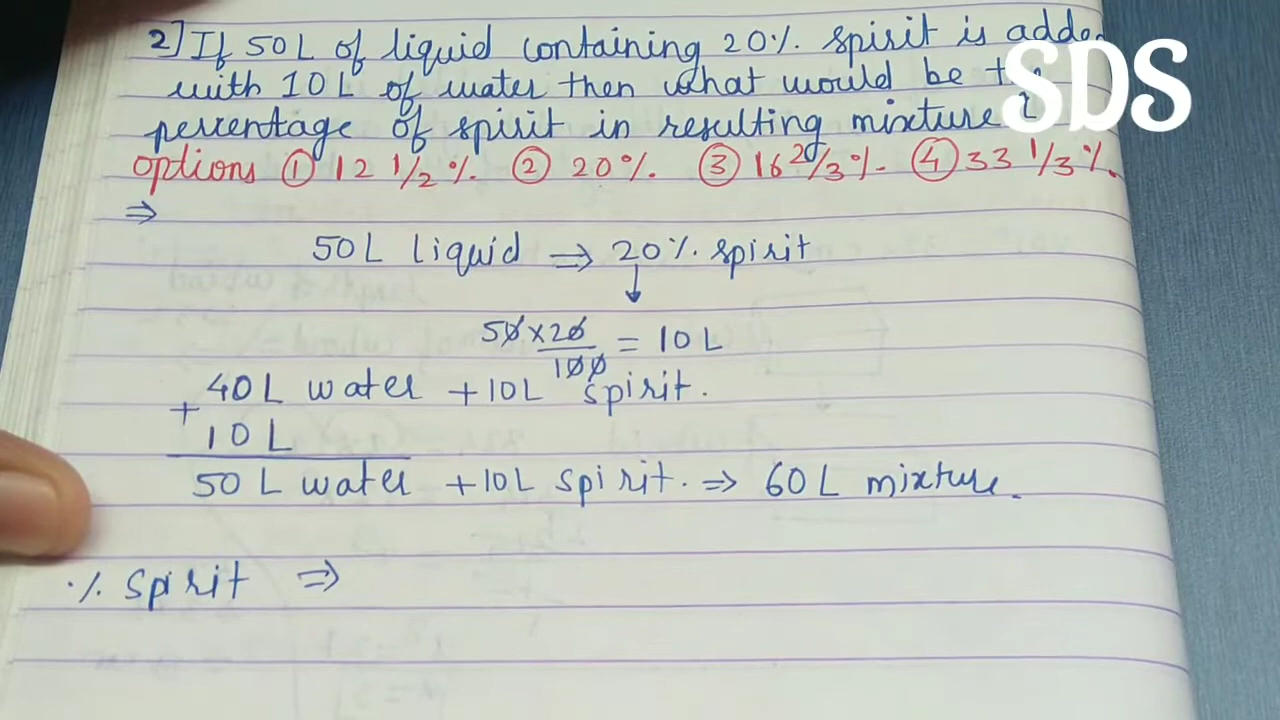 2] If 50L of liquid containing 20% spirit is added
SDS
with 10L of water then what would be the
percentage of spirit in resulting mixture?
options ① 12 1/2 %. ② 20%. ③ 16 2/3 %. ④ 33 1/3 %.
⇒
50L liquid ⇒ 20% spirit
↓
50×20/100 = 10L
40L water + 10L spirit.
+ 10L
50L water + 10L spirit. ⇒ 60L mixture.
% spirit ⇒